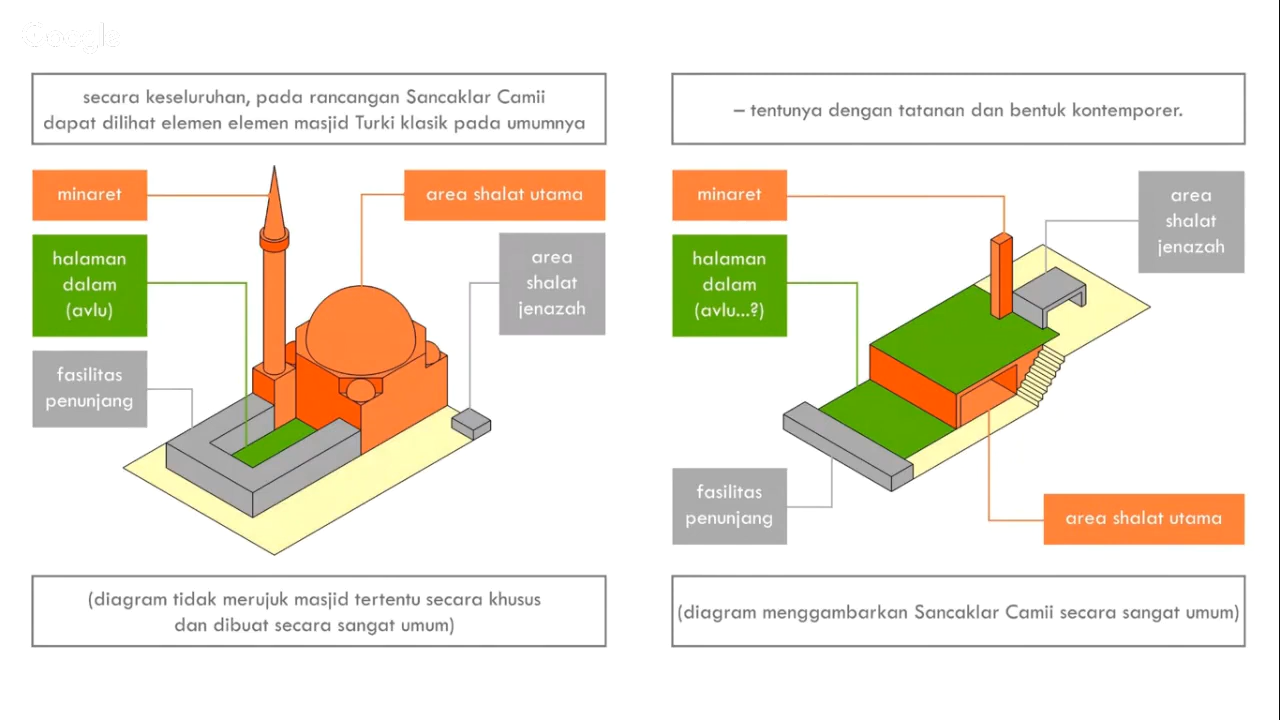 Google
secara keseluruhan, pada rancangan Sancaklar Camii
dapat dilihat elemen elemen masjid Turki klasik pada umumnya
minaret
area shalat utama
halaman
dalam
(avlu)
area
shalat
jenazah
fasilitas
penunjang
(diagram tidak merujuk masjid tertentu secara khusus
dan dibuat secara sangat umum)
– tentunya dengan tatanan dan bentuk kontemporer.
minaret
area
shalat
jenazah
halaman
dalam
(avlu...?)
fasilitas
penunjang
area shalat utama
(diagram menggambarkan Sancaklar Camii secara sangat umum)